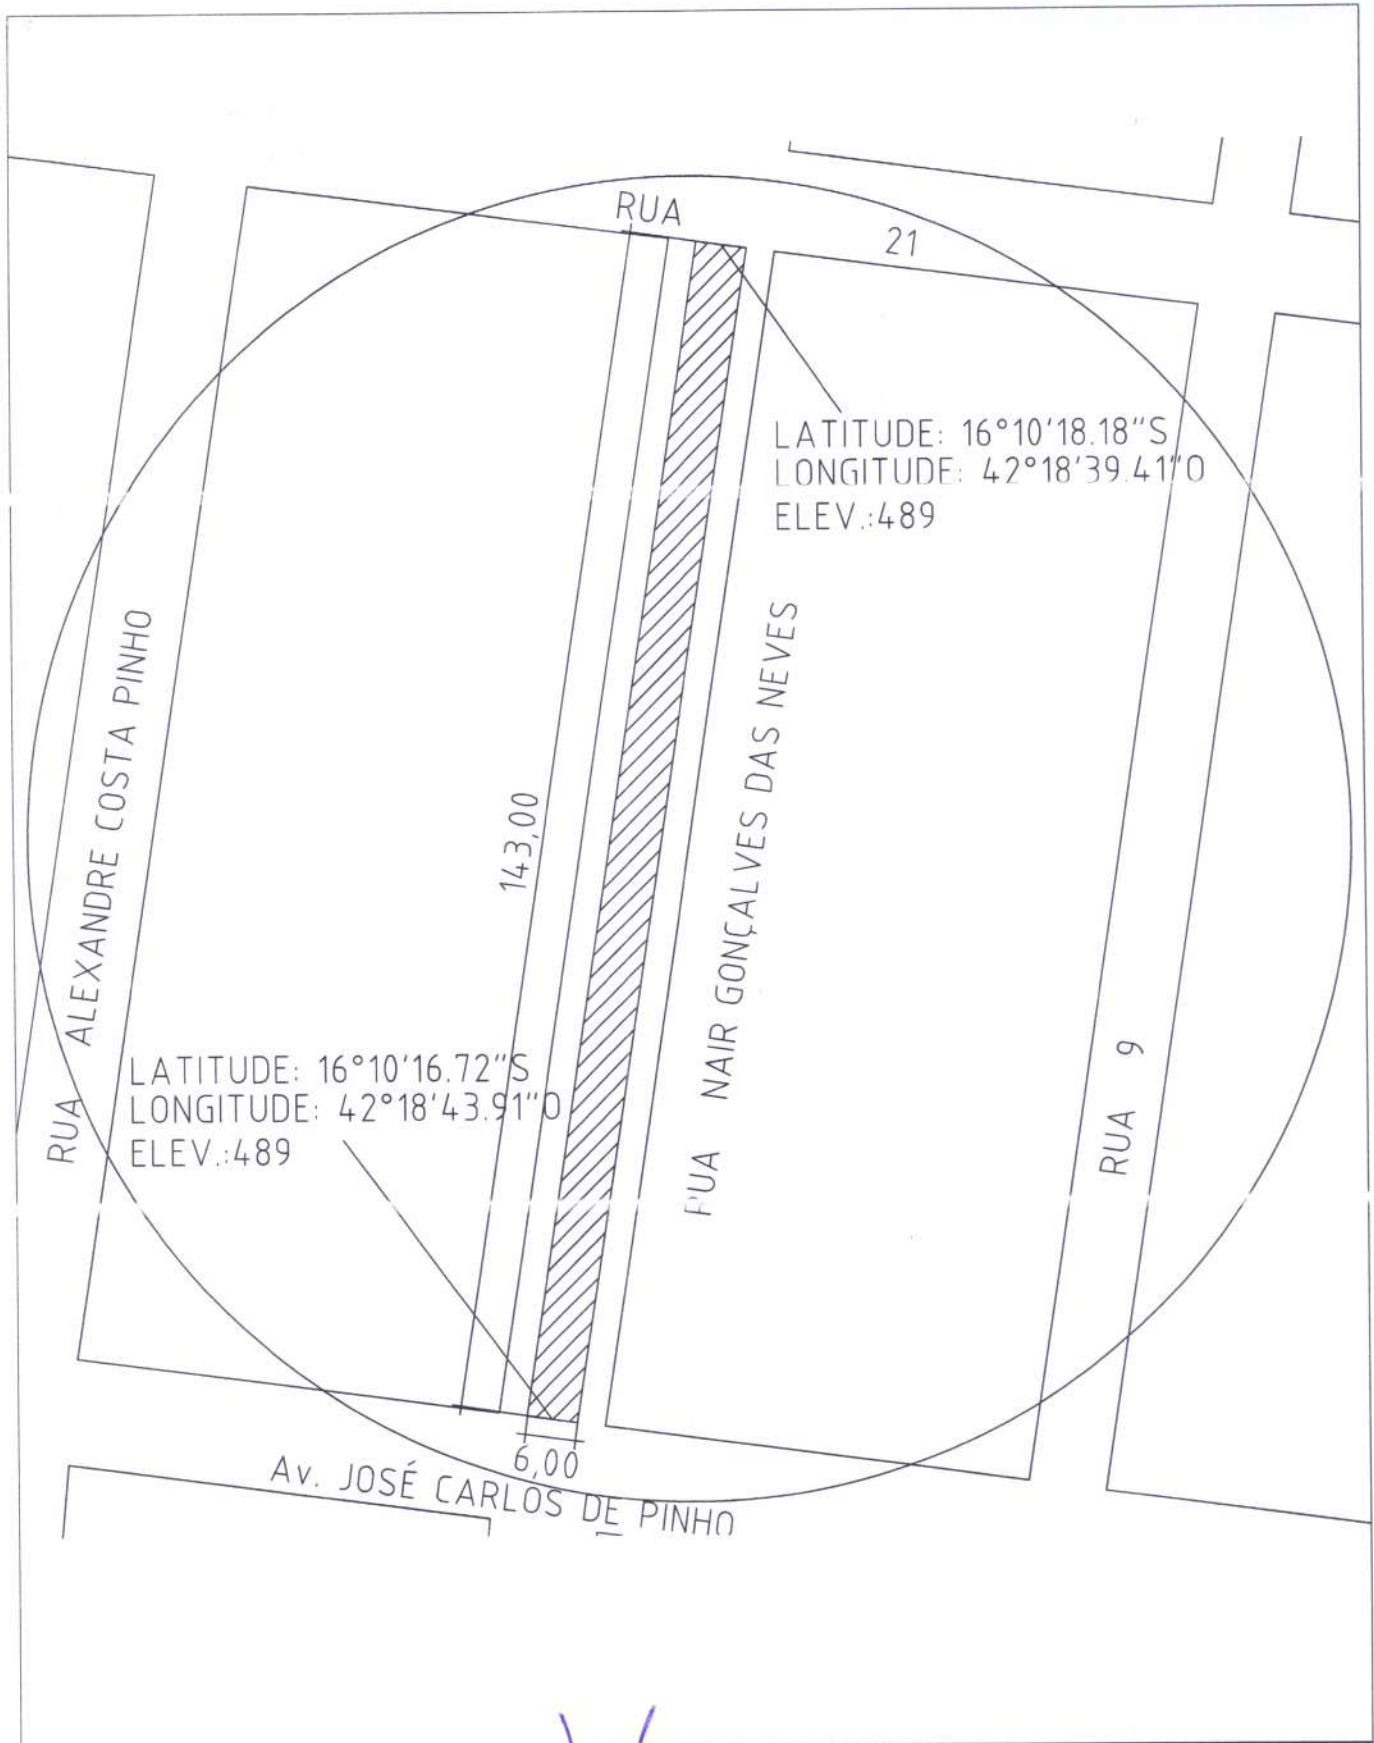 RUA 21
LATITUDE: 16°10'18.18"S
LONGITUDE: 42°18'39.41"O
ELEV.:489
RUA ALEXANDRE COSTA PINHO
143,00
RUA NAIR GONÇALVES DAS NEVES
RUA 9
LATITUDE: 16°10'16.72"S
LONGITUDE: 42°18'43.91"O
ELEV.:489
6,00
Av. JOSÉ CARLOS DE PINHO